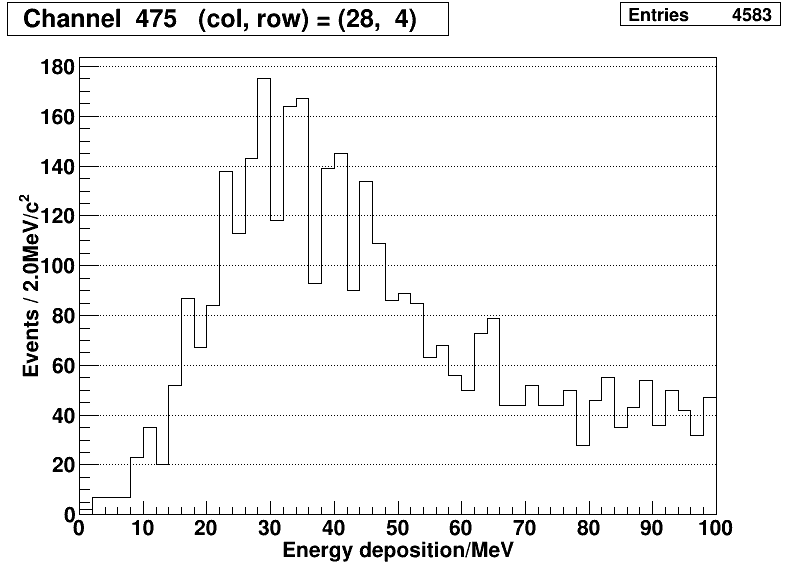 Channel 475 (col, row) = (28, 4)
Entries 4583
Events / 2.0MeV/c²
180
160
140
120
100
80
60
40
20
0
0 10 20 30 40 50 60 70 80 90 100
Energy deposition/MeV